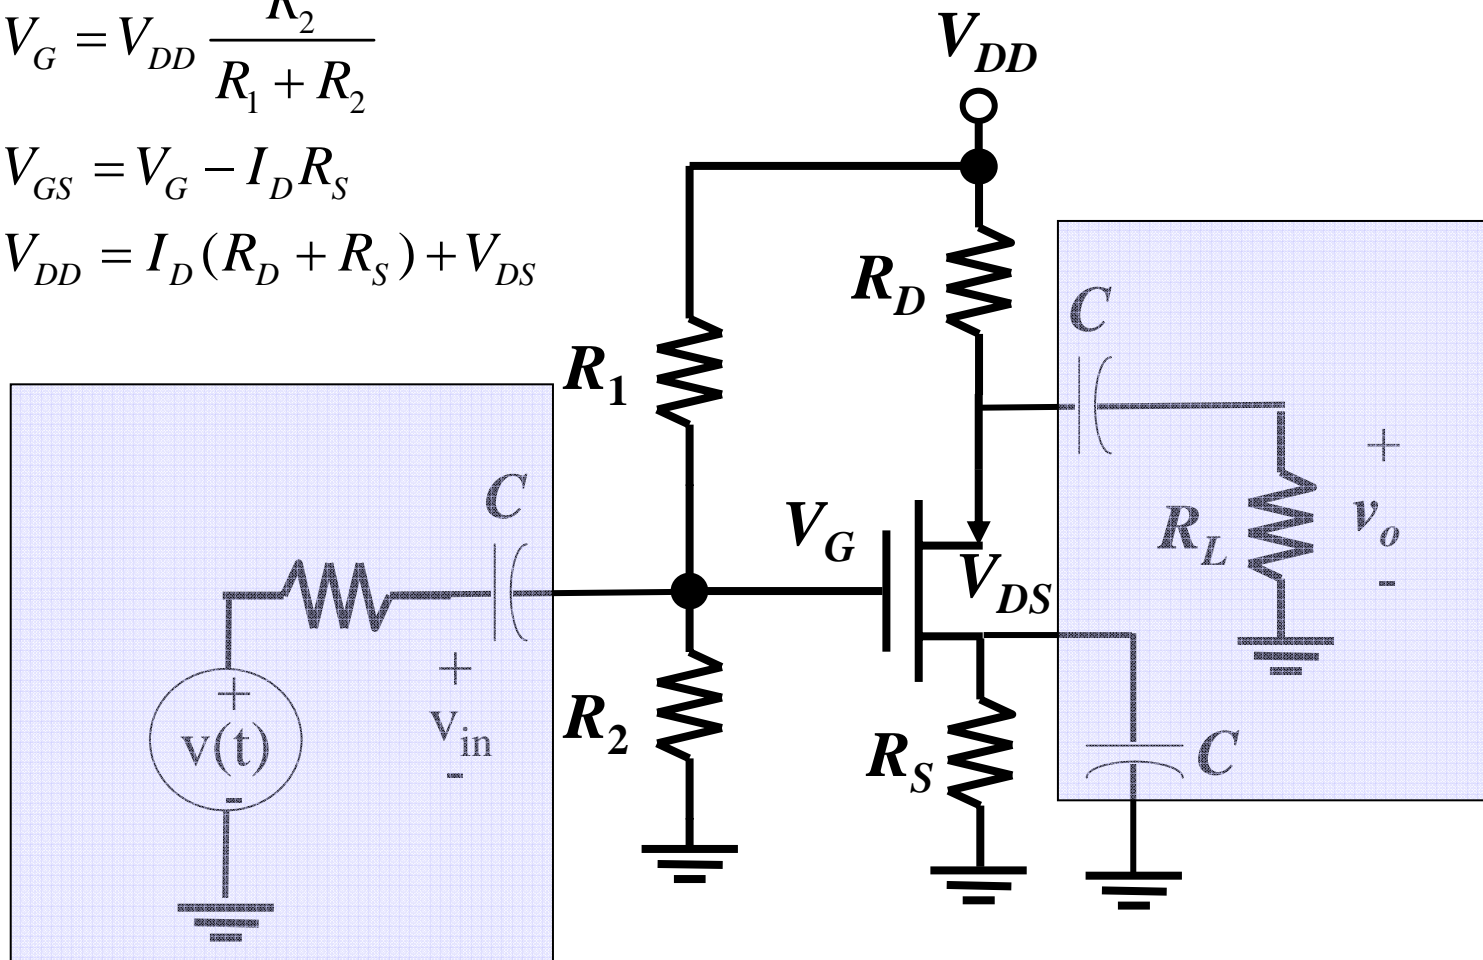 V_G = V_DD R_2 / (R_1 + R_2)
V_GS = V_G − I_D R_S
V_DD = I_D (R_D + R_S) + V_DS
V_DD
R_D
C
R_1
C
V_G
R_L
+
v_o
-
V_DS
+
v(t)
-
+
v_in
-
R_2
R_S
C